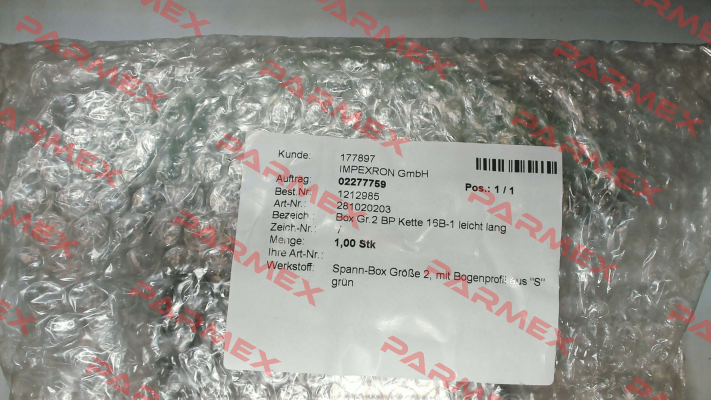 Kunde: 177897
IMPEXRON GmbH
Auftrag: 02277759 Pos.: 1 / 1
Best.Nr: 1212985
Art-Nr.: 281020203
Bezeich.: Box Gr.2 BP Kette 16B-1 leicht lang
Zeich.-Nr.: /
Menge: 1,00 Stk
Ihre Art-Nr.:
Werkstoff: Spann-Box Größe 2, mit Bogenprofil aus "S"
grün
PARMEX